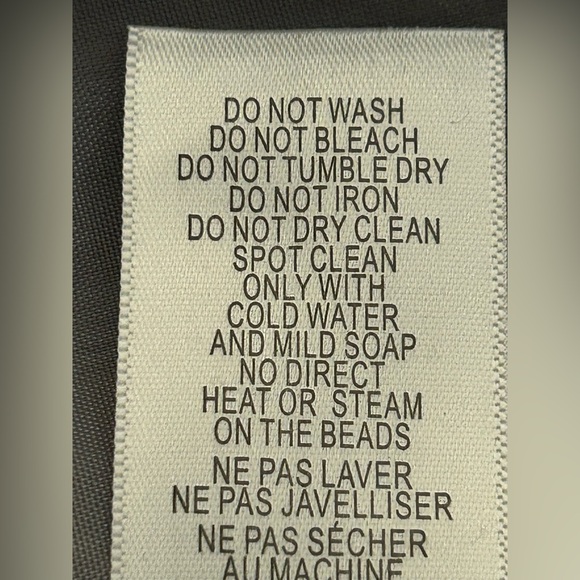 DO NOT WASH
DO NOT BLEACH
DO NOT TUMBLE DRY
DO NOT IRON
DO NOT DRY CLEAN
SPOT CLEAN
ONLY WITH
COLD WATER
AND MILD SOAP
NO DIRECT
HEAT OR STEAM
ON THE BEADS
NE PAS LAVER
NE PAS JAVELLISER
NE PAS SÉCHER
AU MACHINE